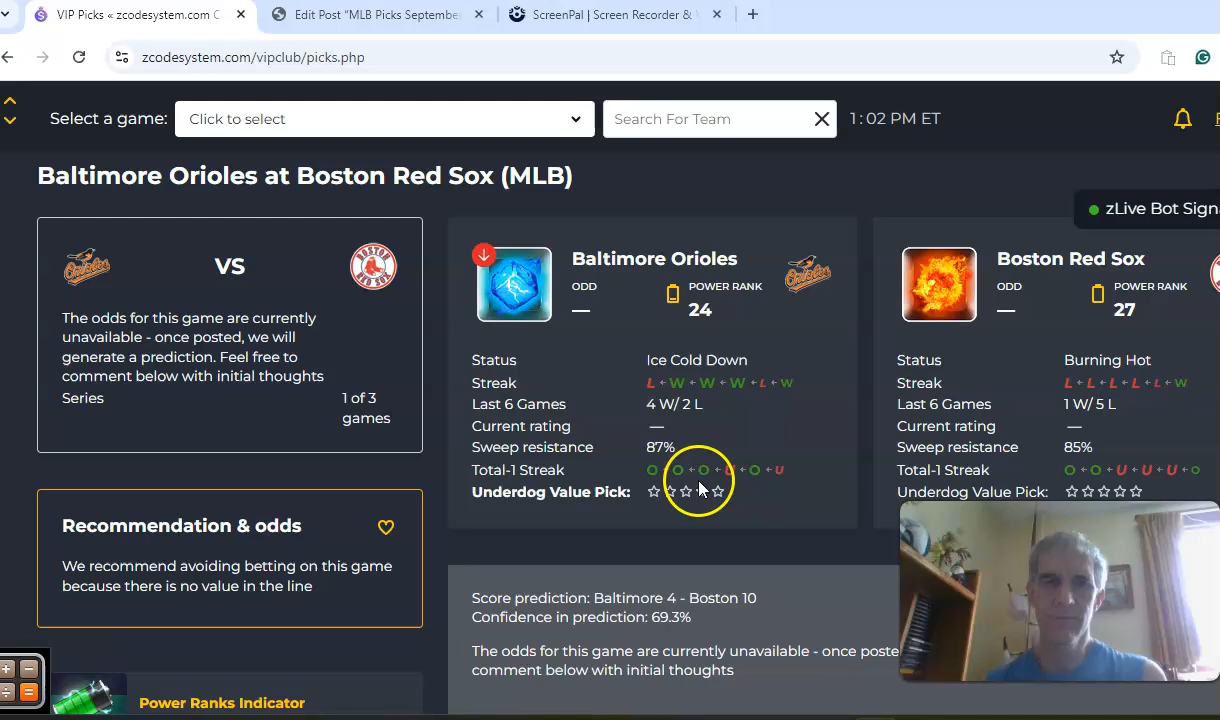 VIP Picks « zcodesystem.com C
Edit Post “MLB Picks Septembe
ScreenPal | Screen Recorder &
zcodesystem.com/vipclub/picks.php
Select a game:
Click to select
Search For Team
1:02 PM ET
Baltimore Orioles at Boston Red Sox (MLB)
zLive Bot Sign
VS
The odds for this game are currently
unavailable - once posted, we will
generate a prediction. Feel free to
comment below with initial thoughts
Series
1 of 3
games
Baltimore Orioles
ODD
—
POWER RANK
24
Status
Ice Cold Down
Streak
L W W W L W
Last 6 Games
4 W/ 2 L
Current rating
—
Sweep resistance
87%
Total-1 Streak
O O O U O U
Underdog Value Pick:
Boston Red Sox
ODD
—
POWER RANK
27
Status
Burning Hot
Streak
L L L L L W
Last 6 Games
1 W/ 5 L
Current rating
—
Sweep resistance
85%
Total-1 Streak
O O U U U O
Underdog Value Pick:
Recommendation & odds
We recommend avoiding betting on this game
because there is no value in the line
Score prediction: Baltimore 4 - Boston 10
Confidence in prediction: 69.3%
The odds for this game are currently unavailable - once poste
comment below with initial thoughts
Power Ranks Indicator